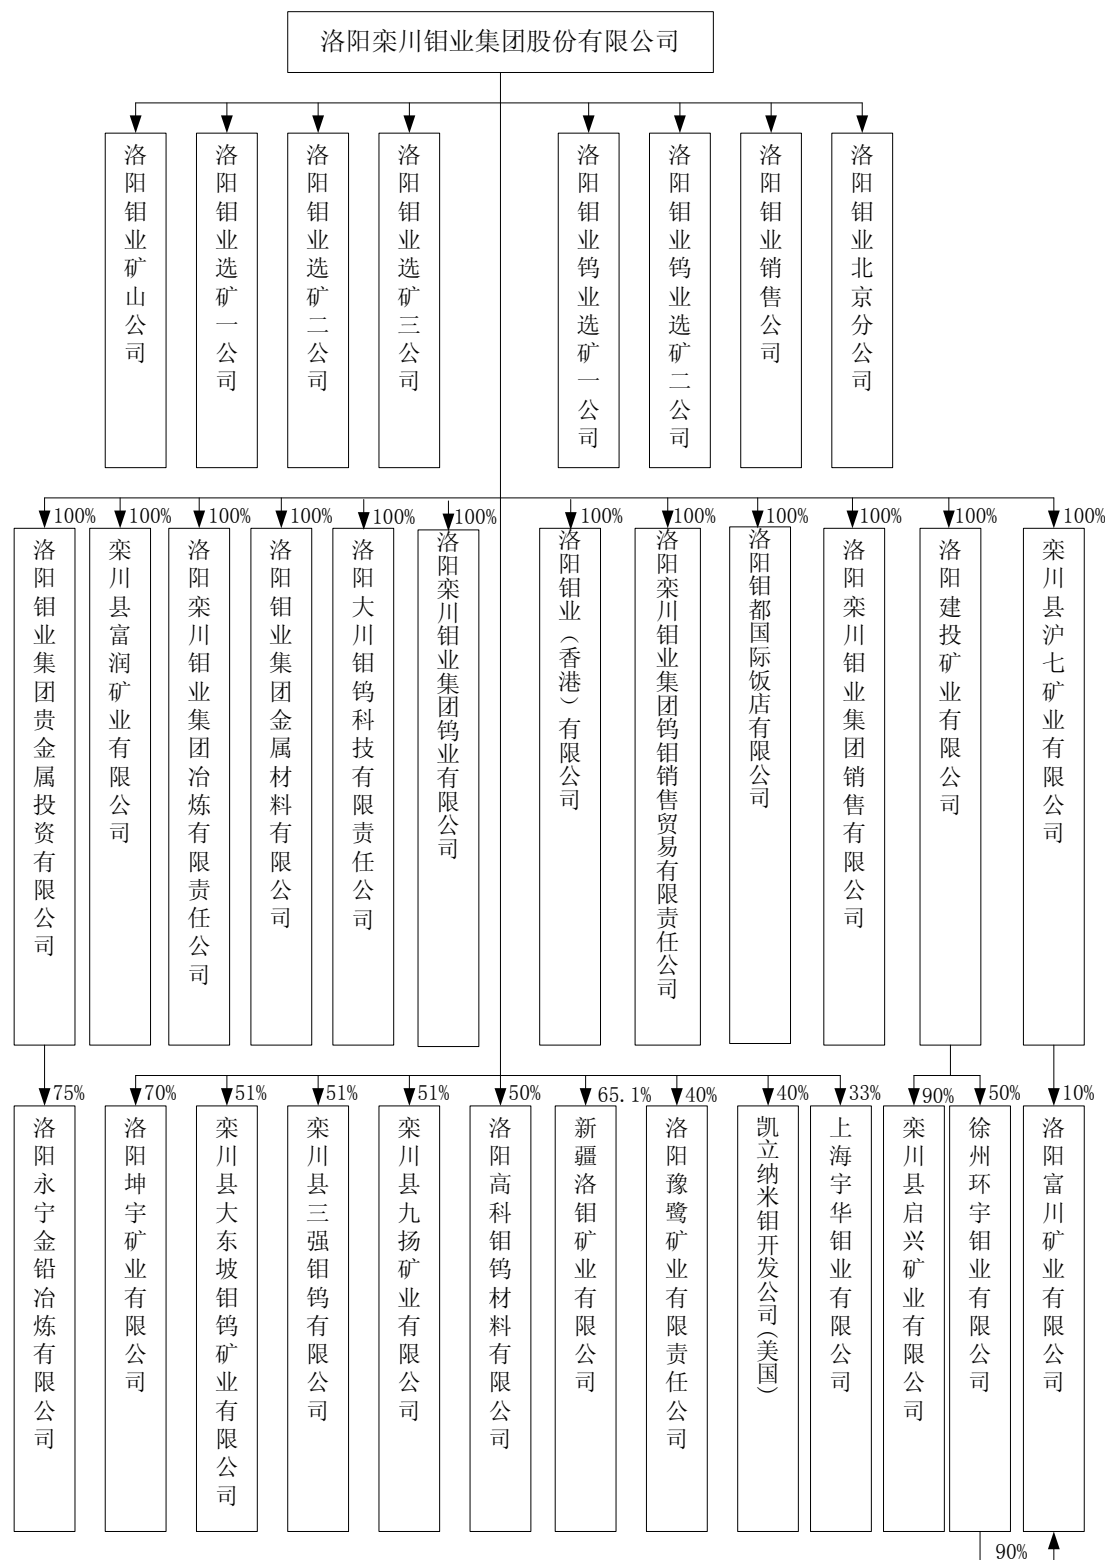 洛阳栾川钼业集团股份有限公司
洛阳钼业矿山公司
洛阳钼业选矿一公司
洛阳钼业选矿二公司
洛阳钼业选矿三公司
洛阳钼业钨业选矿一公司
洛阳钼业钨业选矿二公司
洛阳钼业销售公司
洛阳钼业北京分公司
100%
洛阳钼业集团贵金属投资有限公司
100%
栾川县富润矿业有限公司
100%
洛阳栾川钼业集团冶炼有限责任公司
100%
洛阳钼业集团金属材料有限公司
100%
洛阳大川钼钨科技有限责任公司
100%
洛阳栾川钼业集团钨业有限公司
100%
洛阳钼业（香港）有限公司
100%
洛阳栾川钼业集团钨钼销售贸易有限责任公司
100%
洛阳钼都国际饭店有限公司
100%
洛阳栾川钼业集团销售有限公司
100%
洛阳建投矿业有限公司
100%
栾川县沪七矿业有限公司
75%
洛阳永宁金铅冶炼有限公司
70%
洛阳坤宇矿业有限公司
51%
栾川县大东坡钼钨矿业有限公司
51%
栾川县三强钼钨有限公司
51%
栾川县九扬矿业有限公司
50%
洛阳高科钼钨材料有限公司
65.1%
新疆洛钼矿业有限公司
40%
洛阳豫鹭矿业有限责任公司
40%
凯立纳米钼开发公司(美国)
33%
上海宇华钼业有限公司
90%
栾川县启兴矿业有限公司
50%
徐州环宇钼业有限公司
10%
洛阳富川矿业有限公司
90%